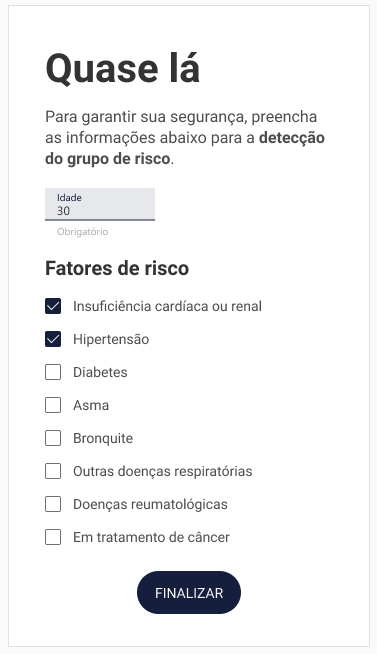 Quase lá
Para garantir sua segurança, preencha
as informações abaixo para a detecção
do grupo de risco.
Idade
30
Obrigatório
Fatores de risco
Insuficiência cardíaca ou renal
Hipertensão
Diabetes
Asma
Bronquite
Outras doenças respiratórias
Doenças reumatológicas
Em tratamento de câncer
FINALIZAR